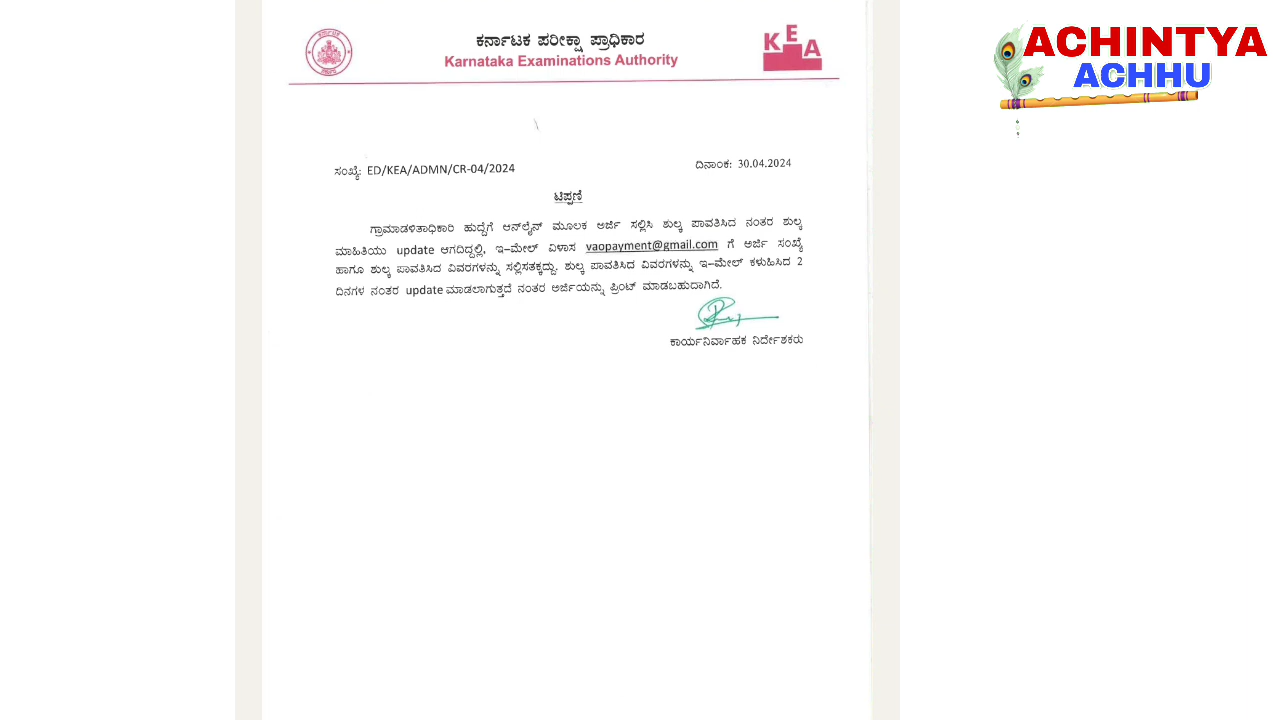 ಕರ್ನಾಟಕ ಪರೀಕ್ಷಾ ಪ್ರಾಧಿಕಾರ
Karnataka Examinations Authority
KEA
ACHINTYA
ACHHU
ಸಂಖ್ಯೆ: ED/KEA/ADMN/CR-04/2024 ದಿನಾಂಕ: 30.04.2024
ಟಿಪ್ಪಣಿ
ಗ್ರಾಮಾಡಳಿತಾಧಿಕಾರಿ ಹುದ್ದೆಗೆ ಆನ್‌ಲೈನ್ ಮೂಲಕ ಅರ್ಜಿ ಸಲ್ಲಿಸಿ ಶುಲ್ಕ ಪಾವತಿಸಿದ ನಂತರ ಶುಲ್ಕ
ಮಾಹಿತಿಯು update ಆಗದಿದ್ದಲ್ಲಿ, ಇ–ಮೇಲ್ ವಿಳಾಸ vaopayment@gmail.com ಗೆ ಅರ್ಜಿ ಸಂಖ್ಯೆ
ಹಾಗೂ ಶುಲ್ಕ ಪಾವತಿಸಿದ ವಿವರಗಳನ್ನು ಸಲ್ಲಿಸತಕ್ಕದ್ದು. ಶುಲ್ಕ ಪಾವತಿಸಿದ ವಿವರಗಳನ್ನು ಇ–ಮೇಲ್ ಕಳುಹಿಸಿದ 2
ದಿನಗಳ ನಂತರ update ಮಾಡಲಾಗುತ್ತದೆ ನಂತರ ಅರ್ಜಿಯನ್ನು ಪ್ರಿಂಟ್ ಮಾಡಬಹುದಾಗಿದೆ.
ಕಾರ್ಯನಿರ್ವಾಹಕ ನಿರ್ದೇಶಕರು